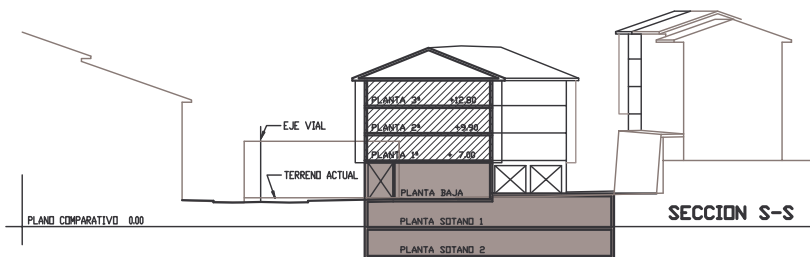 PLANTA 3ª +12.80
EJE VIAL
PLANTA 2ª +9.90
PLANTA 1ª + 7.00
TERRENO ACTUAL
PLANTA BAJA
PLANO COMPARATIVO 0.00
PLANTA SOTANO 1
SECCION S-S
PLANTA SOTANO 2